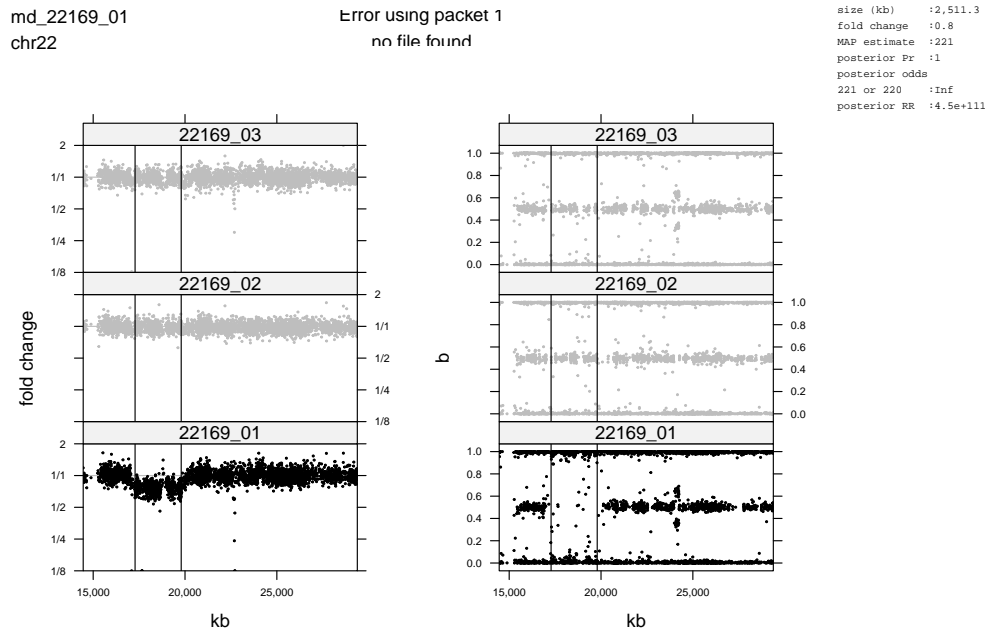 md_22169_01
chr22
Error using packet 1
no file found
size (kb) :2,511.3
fold change :0.8
MAP estimate :221
posterior Pr :1
posterior odds
221 or 220 :Inf
posterior RR :4.5e+111
22169_03
2
1/1
1/2
1/4
1/8
22169_02
2
1/1
1/2
1/4
1/8
22169_01
2
1/1
1/2
1/4
1/8
15,000 20,000 25,000
kb
fold change
22169_03
1.0
0.8
0.6
0.4
0.2
0.0
22169_02
1.0
0.8
0.6
0.4
0.2
0.0
22169_01
1.0
0.8
0.6
0.4
0.2
0.0
15,000 20,000 25,000
kb
b